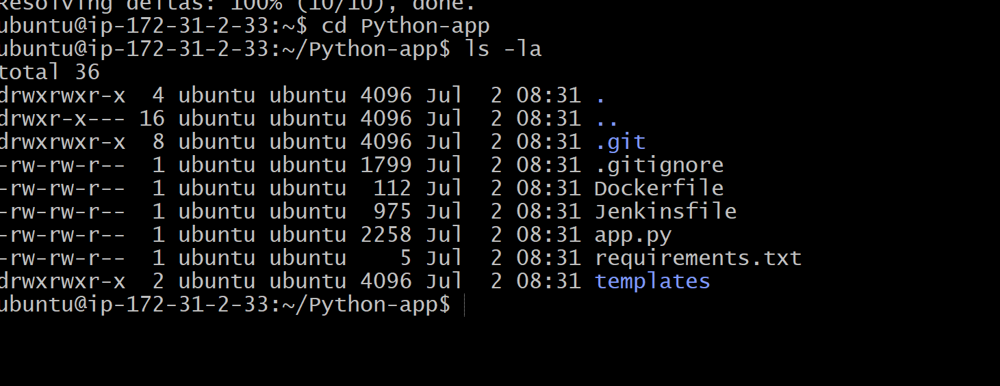 Resolving deltas: 100% (10/10), done.
ubuntu@ip-172-31-2-33:~$ cd Python-app
ubuntu@ip-172-31-2-33:~/Python-app$ ls -la
total 36
drwxrwxr-x  4 ubuntu ubuntu 4096 Jul  2 08:31 .
drwxr-x--- 16 ubuntu ubuntu 4096 Jul  2 08:31 ..
drwxrwxr-x  8 ubuntu ubuntu 4096 Jul  2 08:31 .git
-rw-rw-r--  1 ubuntu ubuntu 1799 Jul  2 08:31 .gitignore
-rw-rw-r--  1 ubuntu ubuntu  112 Jul  2 08:31 Dockerfile
-rw-rw-r--  1 ubuntu ubuntu  975 Jul  2 08:31 Jenkinsfile
-rw-rw-r--  1 ubuntu ubuntu 2258 Jul  2 08:31 app.py
-rw-rw-r--  1 ubuntu ubuntu    5 Jul  2 08:31 requirements.txt
drwxrwxr-x  2 ubuntu ubuntu 4096 Jul  2 08:31 templates
ubuntu@ip-172-31-2-33:~/Python-app$